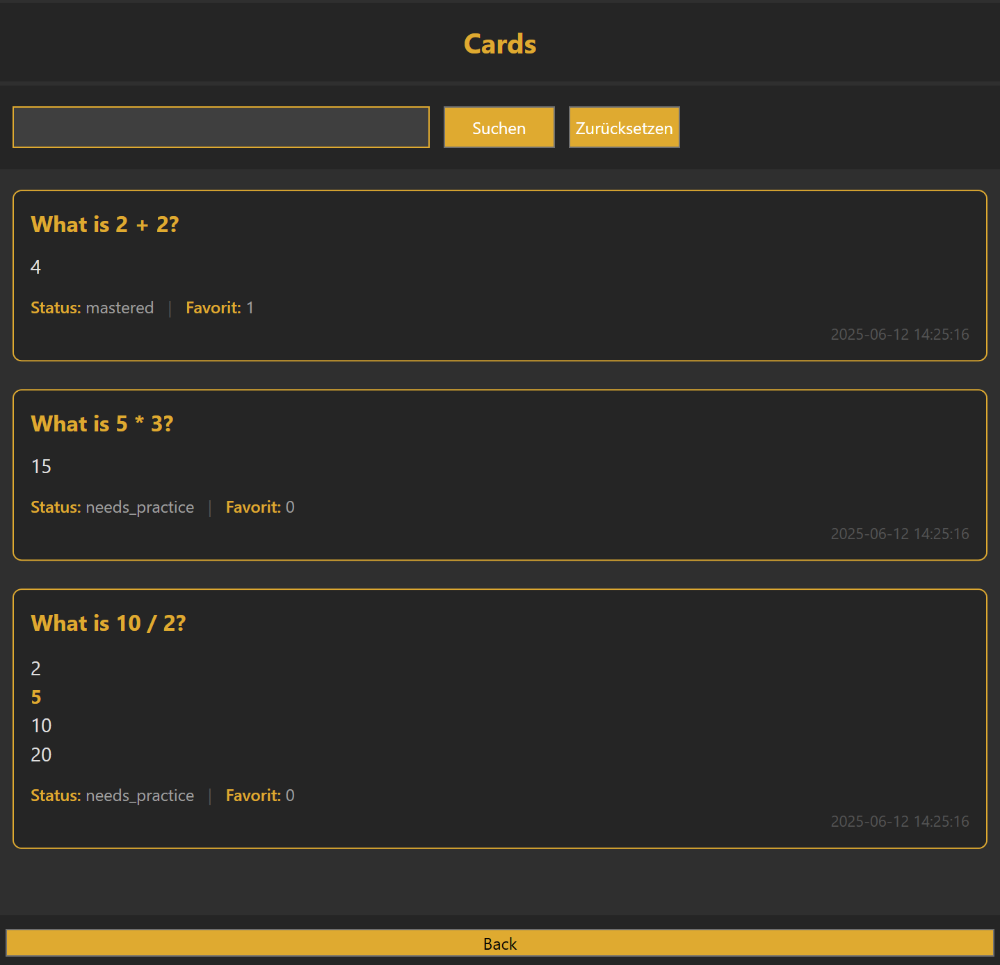 Cards
Suchen Zurücksetzen
What is 2 + 2?
4
Status: mastered | Favorit: 1
2025-06-12 14:25:16
What is 5 * 3?
15
Status: needs_practice | Favorit: 0
2025-06-12 14:25:16
What is 10 / 2?
2
5
10
20
Status: needs_practice | Favorit: 0
2025-06-12 14:25:16
Back